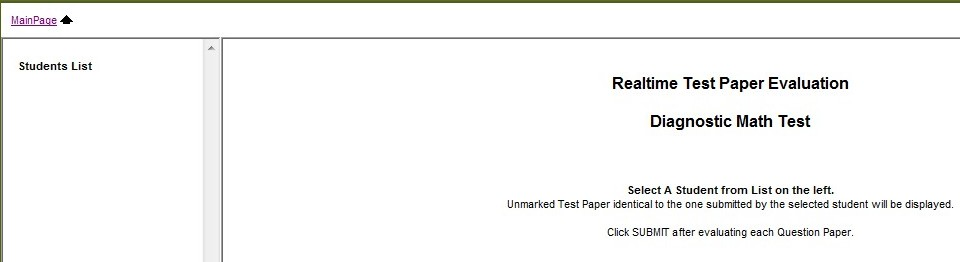 MainPage
Students List
Realtime Test Paper Evaluation
Diagnostic Math Test
Select A Student from List on the left.
Unmarked Test Paper identical to the one submitted by the selected student will be displayed.
Click SUBMIT after evaluating each Question Paper.